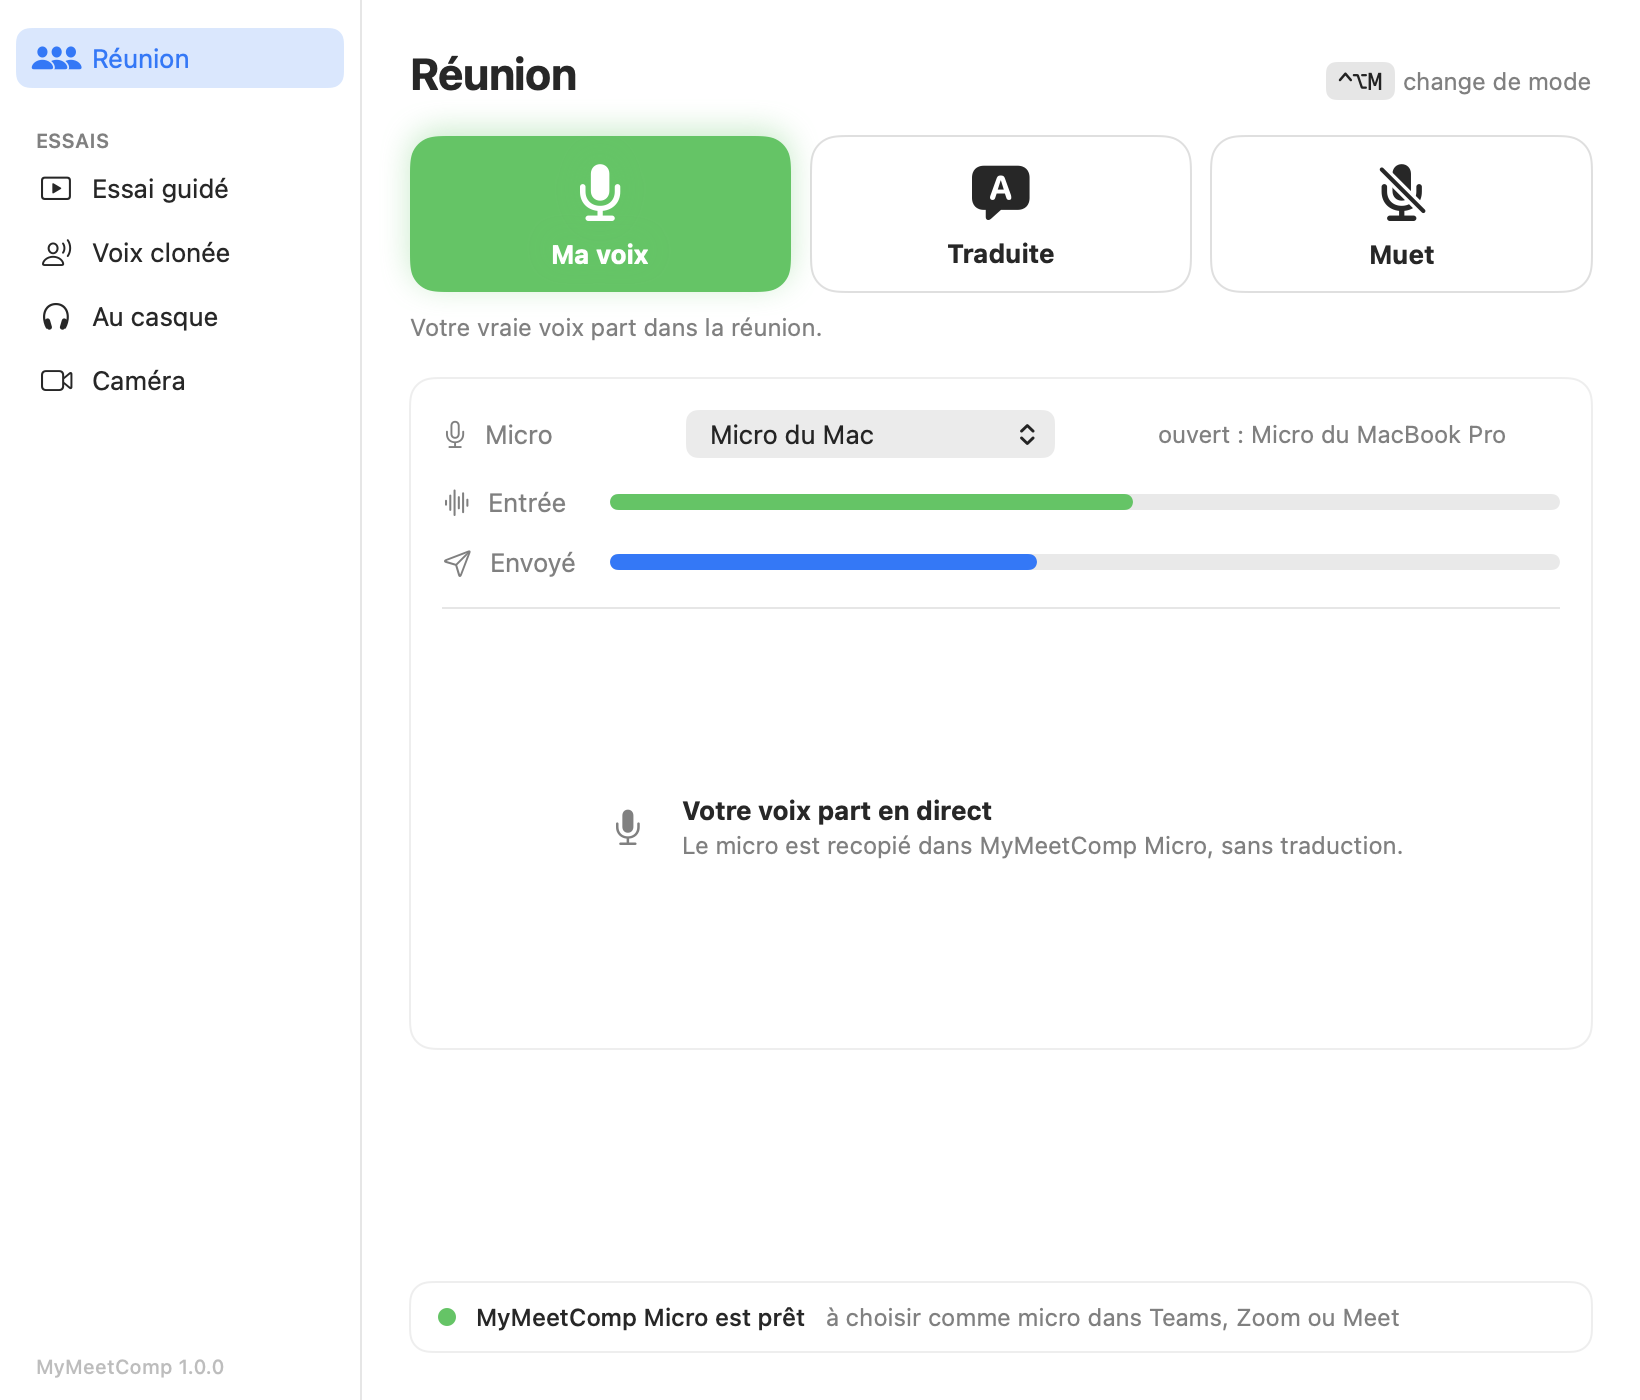 Réunion
ESSAIS
Essai guidé
Voix clonée
Au casque
Caméra
MyMeetComp 1.0.0
Réunion
^⌥M change de mode
Ma voix
A
Traduite
Muet
Votre vraie voix part dans la réunion.
Micro
Micro du Mac
ouvert : Micro du MacBook Pro
Entrée
Envoyé
Votre voix part en direct
Le micro est recopié dans MyMeetComp Micro, sans traduction.
MyMeetComp Micro est prêt à choisir comme micro dans Teams, Zoom ou Meet